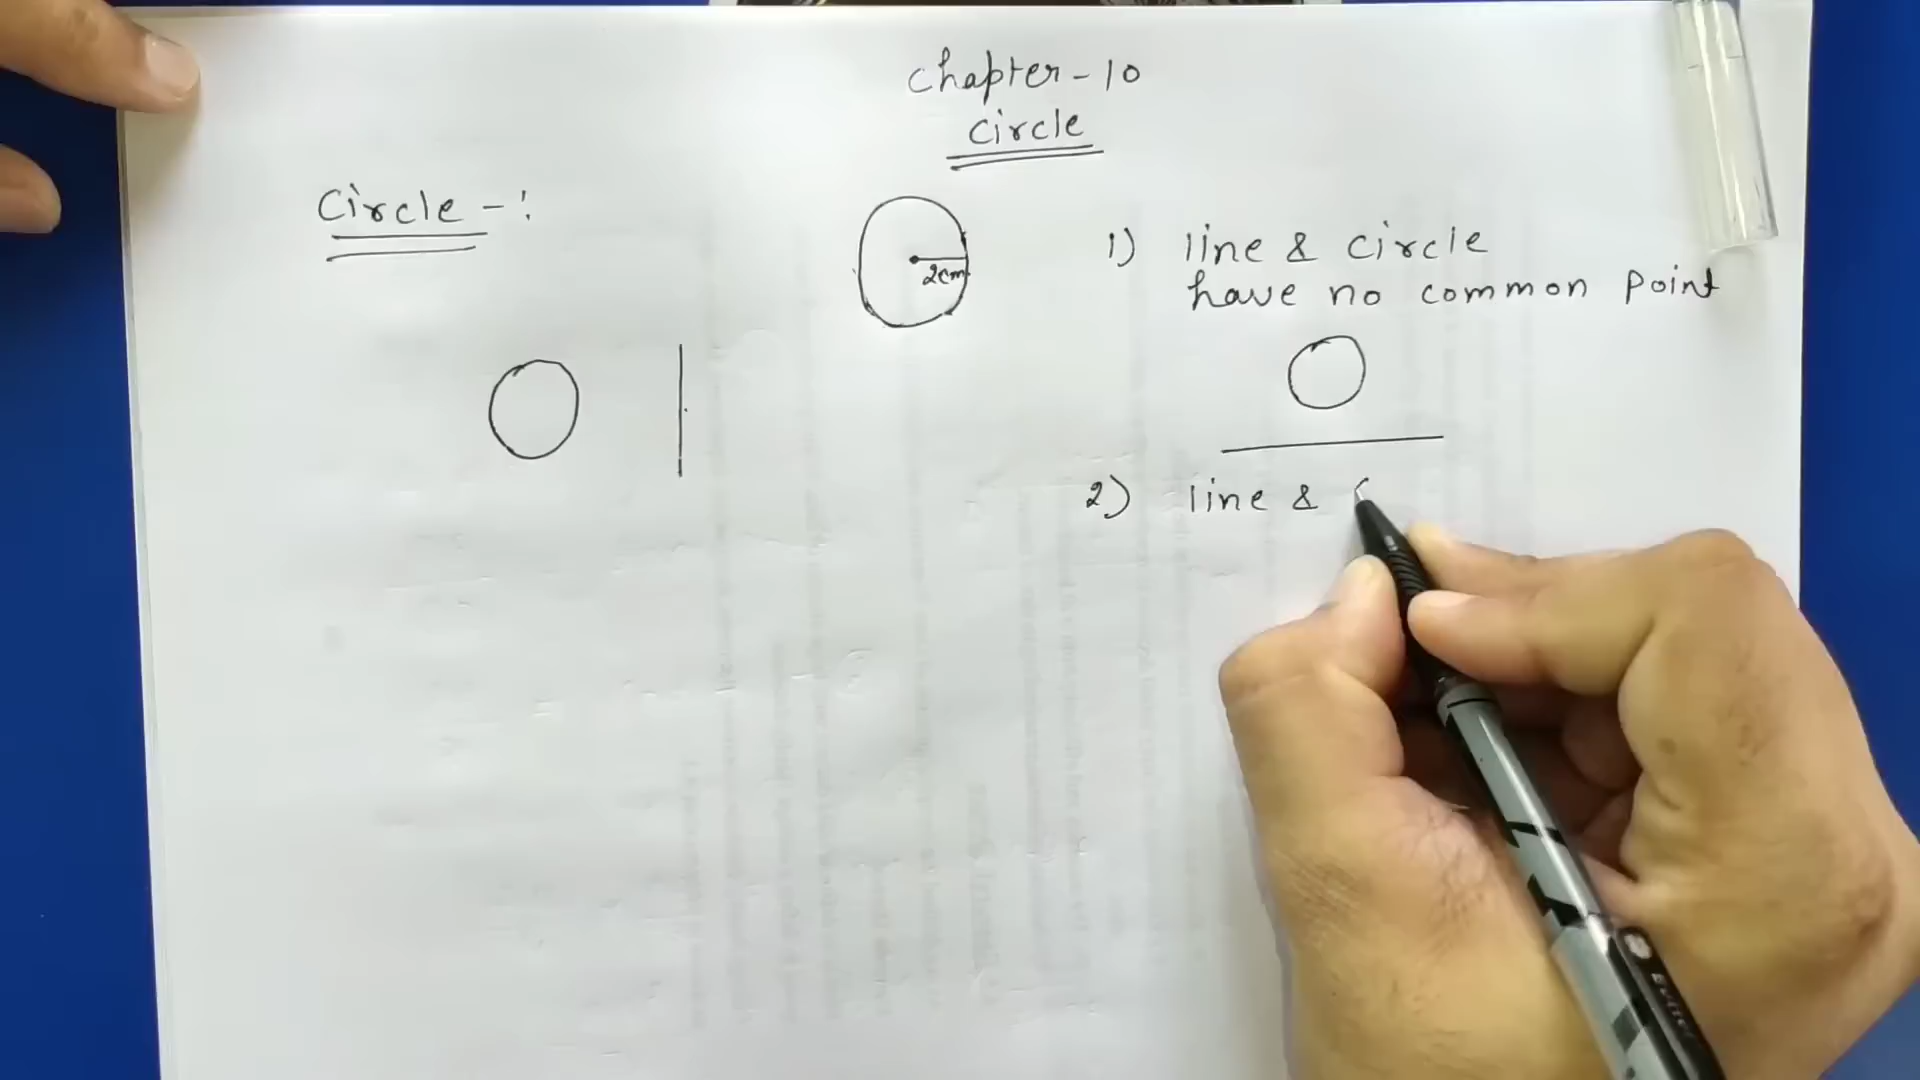 Chapter-10
Circle
Circle -:
2cm
1) line & circle
have no common point
2) line &